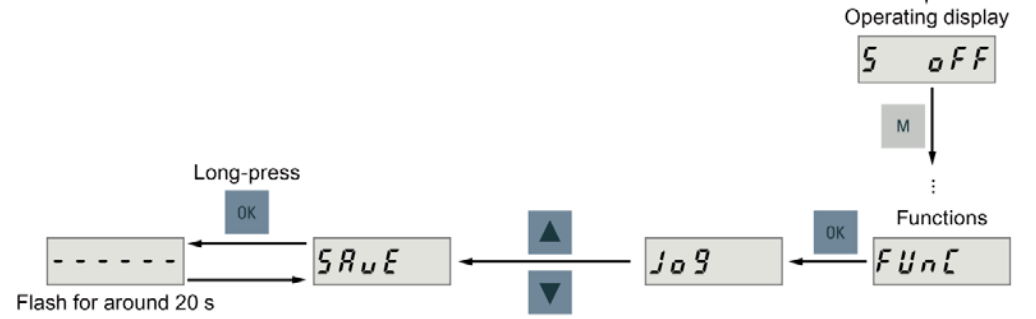 Operating display
S oFF
M
Long-press
OK
OK
Functions
- - - - - -
SAvE
Jog
FUnC
Flash for around 20 s